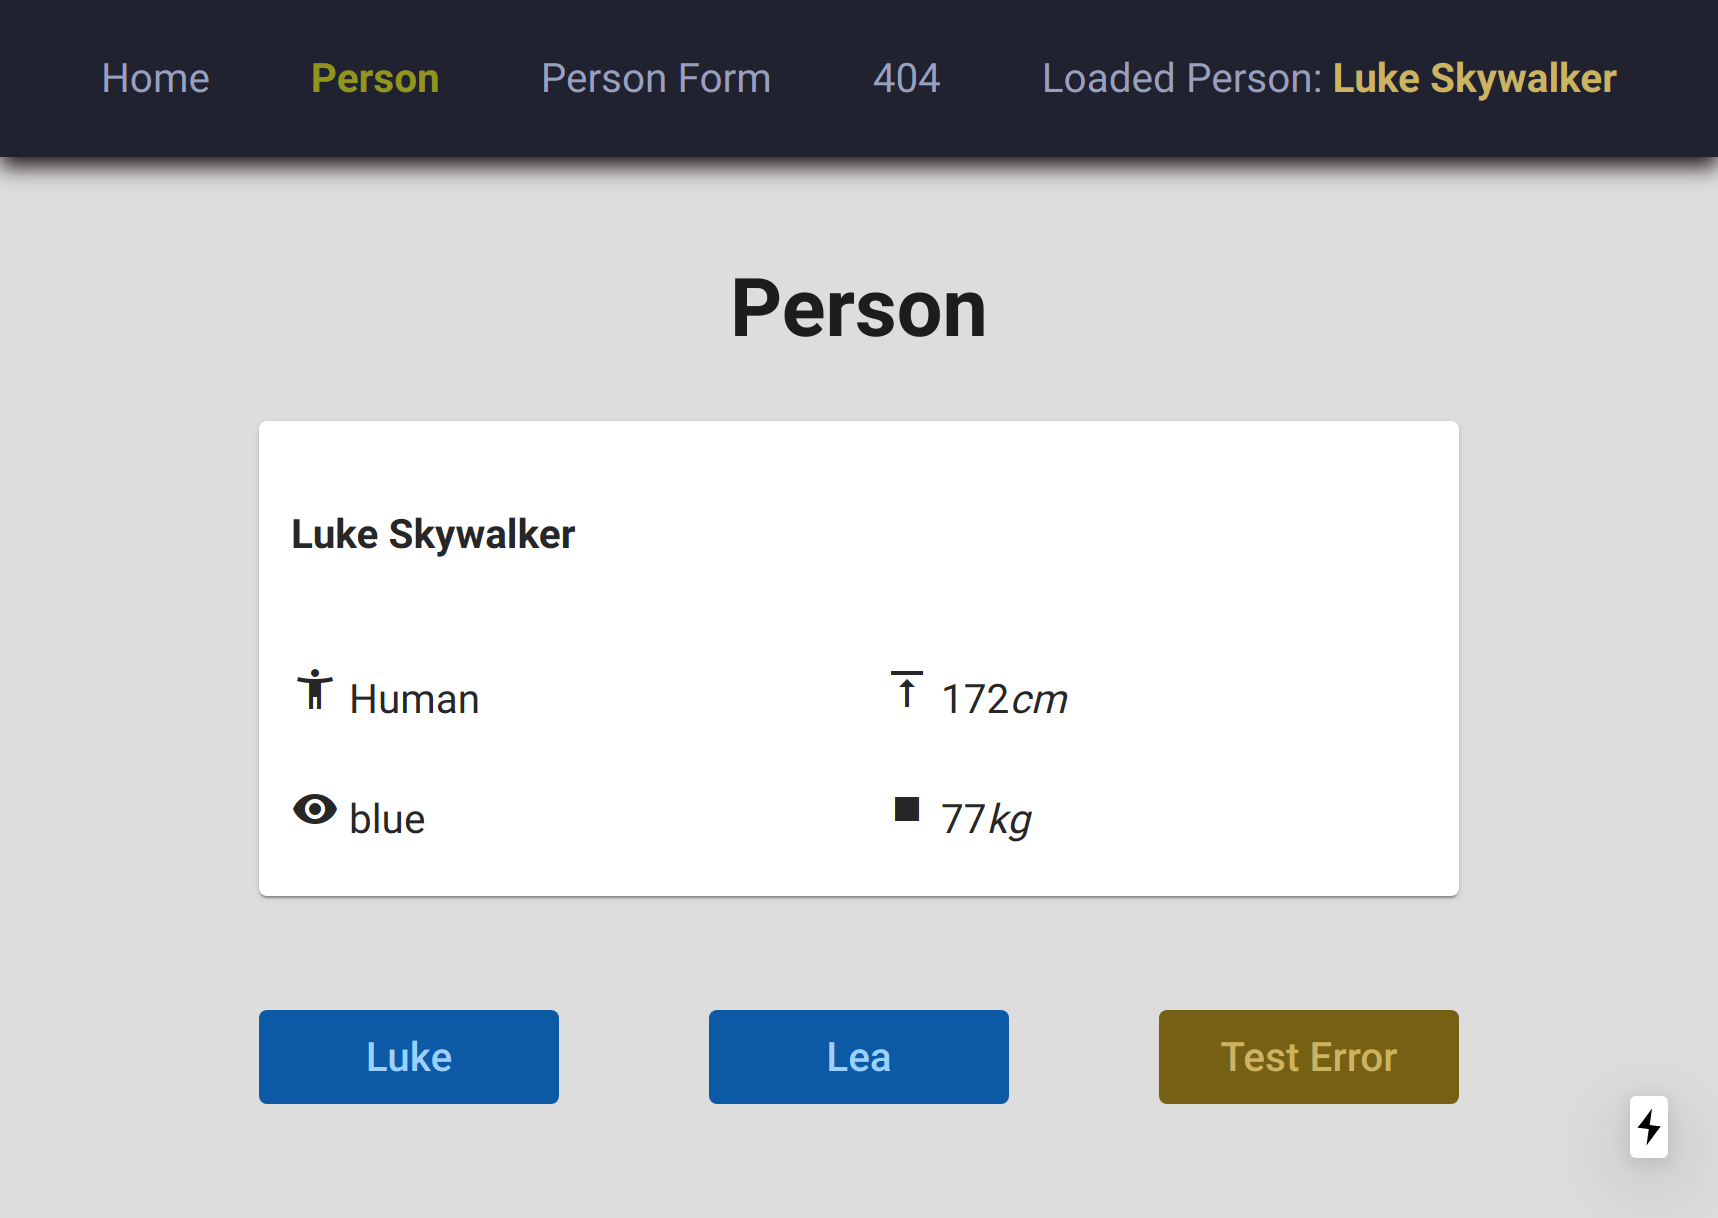 Home Person Person Form 404 Loaded Person: Luke Skywalker
Person
Luke Skywalker
Human 172cm
blue 77kg
Luke Lea Test Error